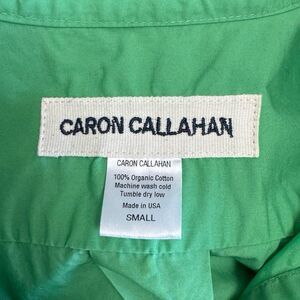 CARON CALLAHAN
CARON CALLAHAN
100% Organic Cotton
Machine wash cold
Tumble dry low
Made in USA
SMALL